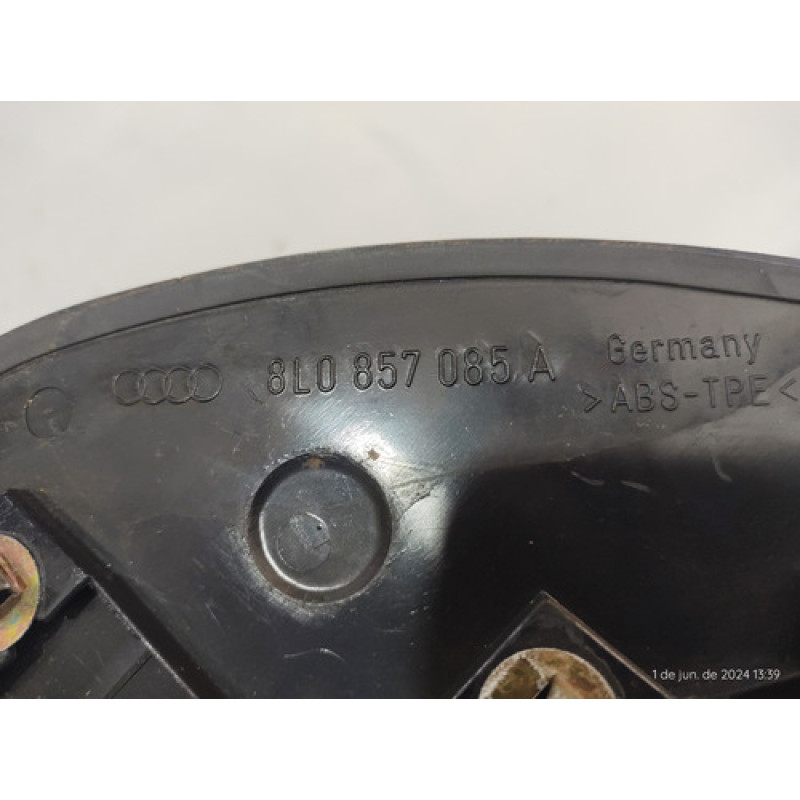 8L0 857 085 A
Germany
>ABS-TPE<
1 de jun. de 2024 13:39